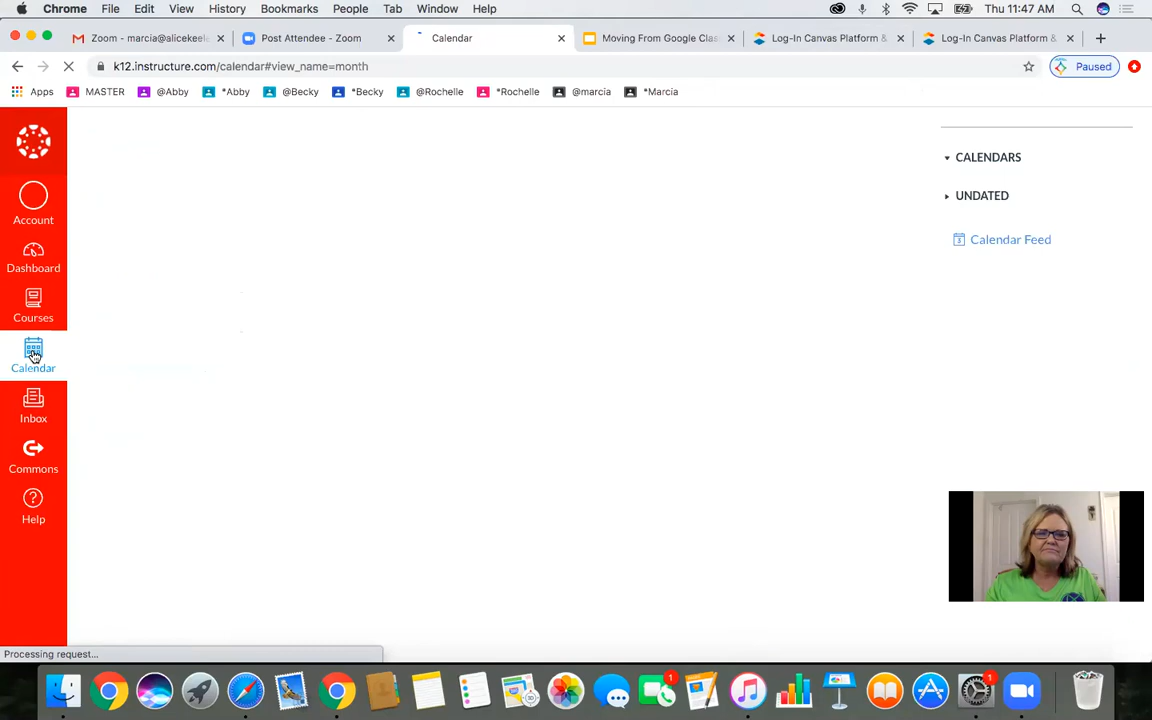 Chrome File Edit View History Bookmarks People Tab Window Help Thu 11:47 AM
Zoom - marcia@alicekeel Post Attendee - Zoom Calendar Moving From Google Clas Log-In Canvas Platform & Log-In Canvas Platform &
k12.instructure.com/calendar#view_name=month Paused
Apps MASTER @Abby *Abby @Becky *Becky @Rochelle *Rochelle @marcia *Marcia
CALENDARS
UNDATED
Calendar Feed
Account
Dashboard
Courses
Calendar
Inbox
Commons
Help
Processing request...
1
1